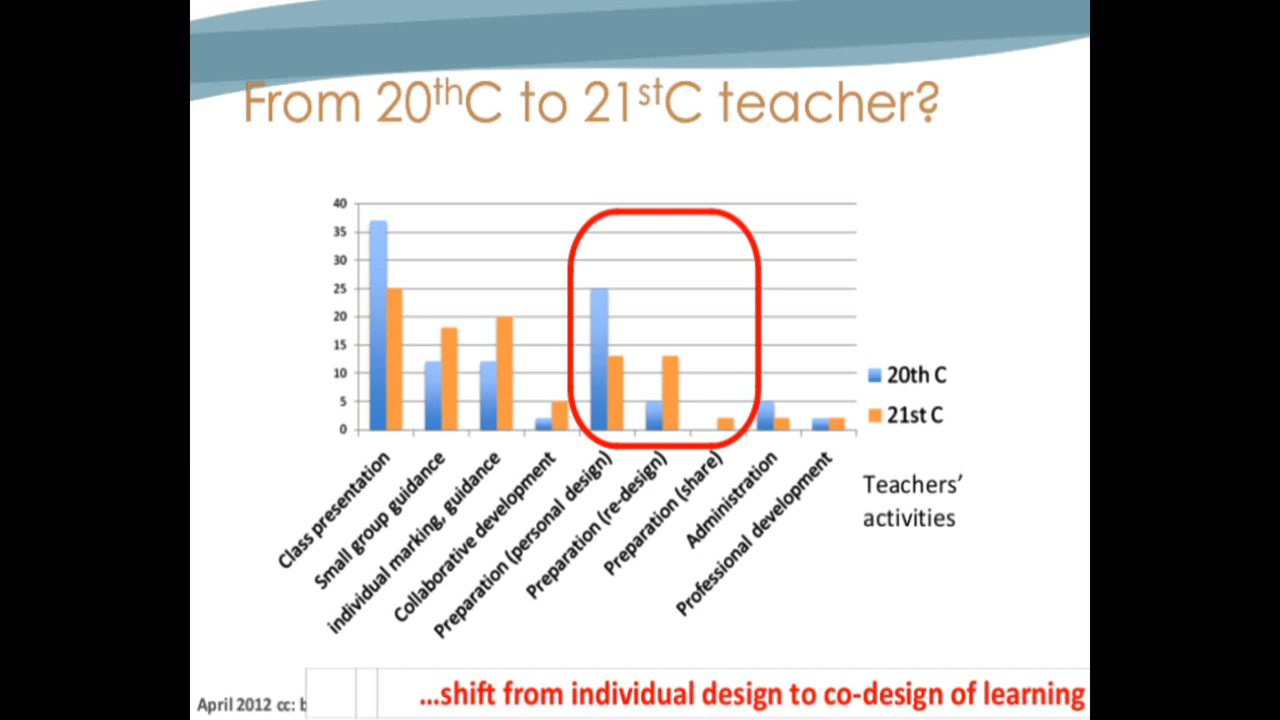 From 20thC to 21stC teacher?
40
35
30
25
20
15
10
5
0
20th C
21st C
Class presentation
Small group guidance
individual marking, guidance
Collaborative development
Preparation (personal design)
Preparation (re-design)
Preparation (share)
Administration
Professional development
Teachers’
activities
...shift from individual design to co-design of learning
April 2012 cc: b